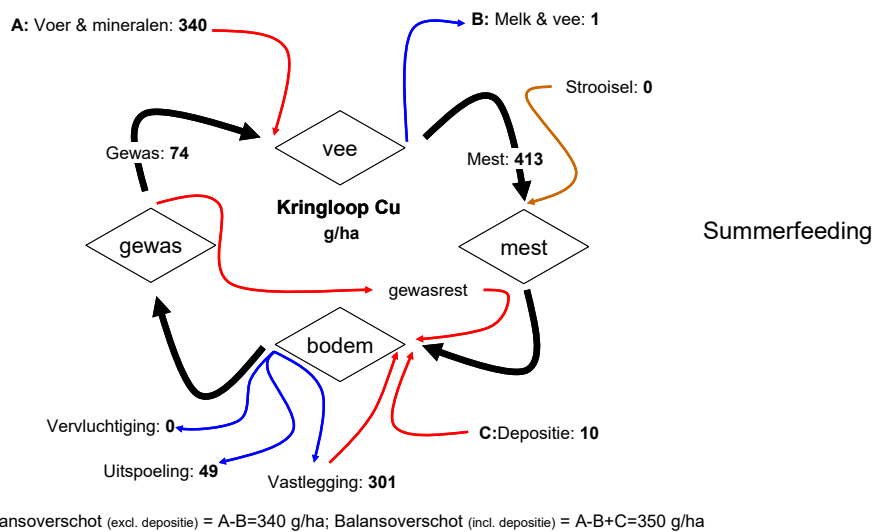 A: Voer & mineralen: 340
B: Melk & vee: 1
Strooisel: 0
vee
Gewas: 74
Mest: 413
Kringloop Cu
g/ha
gewas
mest
Summerfeeding
gewasrest
bodem
Vervluchtiging: 0
C:Depositie: 10
Uitspoeling: 49
Vastlegging: 301
ansoverschot (excl. depositie) = A-B=340 g/ha; Balansoverschot (incl. depositie) = A-B+C=350 g/ha